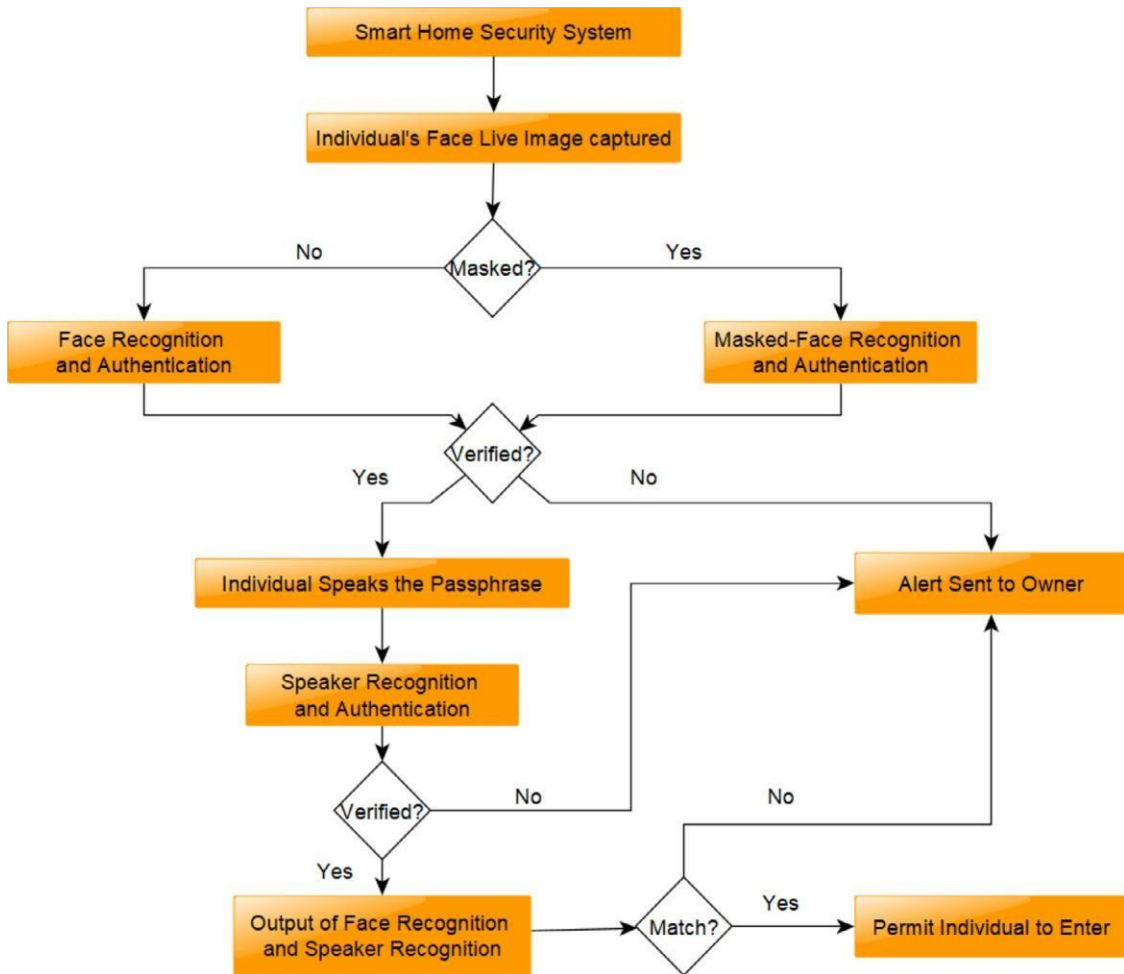 Smart Home Security System
Individual's Face Live Image captured
No
Yes
Masked?
Face Recognition
and Authentication
Masked-Face Recognition
and Authentication
Verified?
Yes
No
Individual Speaks the Passphrase
Alert Sent to Owner
Speaker Recognition
and Authentication
Verified?
No
No
Yes
Output of Face Recognition
and Speaker Recognition
Match?
Yes
Permit Individual to Enter